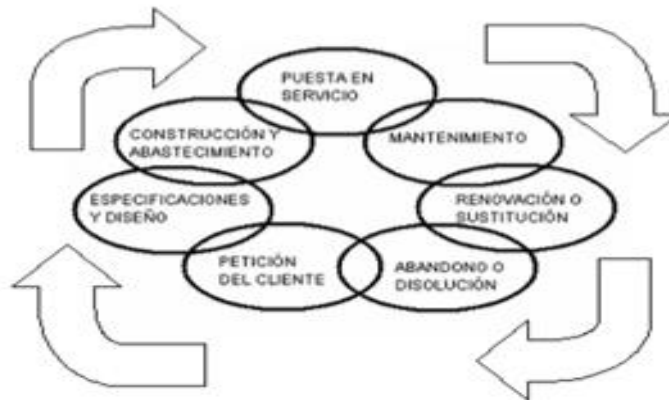 PUESTA EN
SERVICIO
CONSTRUCCIÓN Y
ABASTECIMIENTO
MANTENIMIENTO
ESPECIFICACIONES
Y DISEÑO
RENOVACIÓN O
SUSTITUCIÓN
PETICIÓN
DEL CLIENTE
ABANDONO O
DISOLUCIÓN